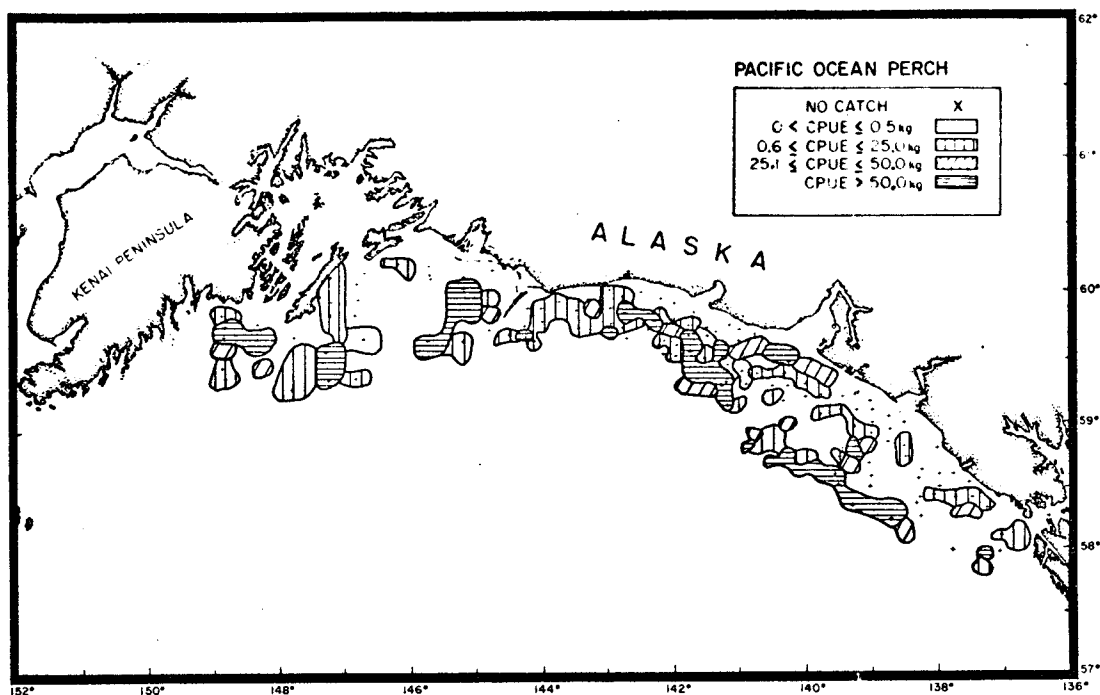 62°
PACIFIC OCEAN PERCH
NO CATCH X
0 < CPUE ≤ 0.5 kg
0.6 ≤ CPUE ≤ 25.0 kg
25.1 ≤ CPUE ≤ 50.0 kg
CPUE > 50.0 kg
61°
ALASKA
KENAI PENINSULA
60°
59°
58°
57°
152° 150° 148° 146° 144° 142° 140° 138° 136°